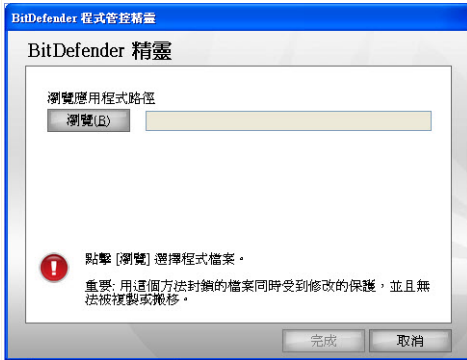 BitDefender 程式管控精靈
BitDefender 精靈
瀏覽應用程式路徑
瀏覽(B)
點擊 [瀏覽] 選擇程式檔案。
重要: 用這個方法封鎖的檔案同時受到修改的保護，並且無
法被複製或搬移。
完成 取消